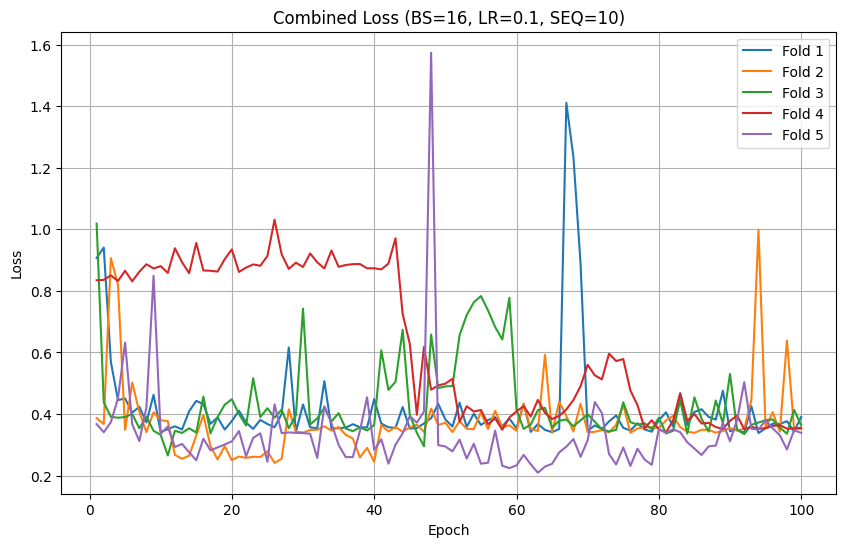 Combined Loss (BS=16, LR=0.1, SEQ=10)
Fold 1
Fold 2
Fold 3
Fold 4
Fold 5
1.6
1.4
1.2
1.0
0.8
0.6
0.4
0.2
Loss
0
20
40
60
80
100
Epoch